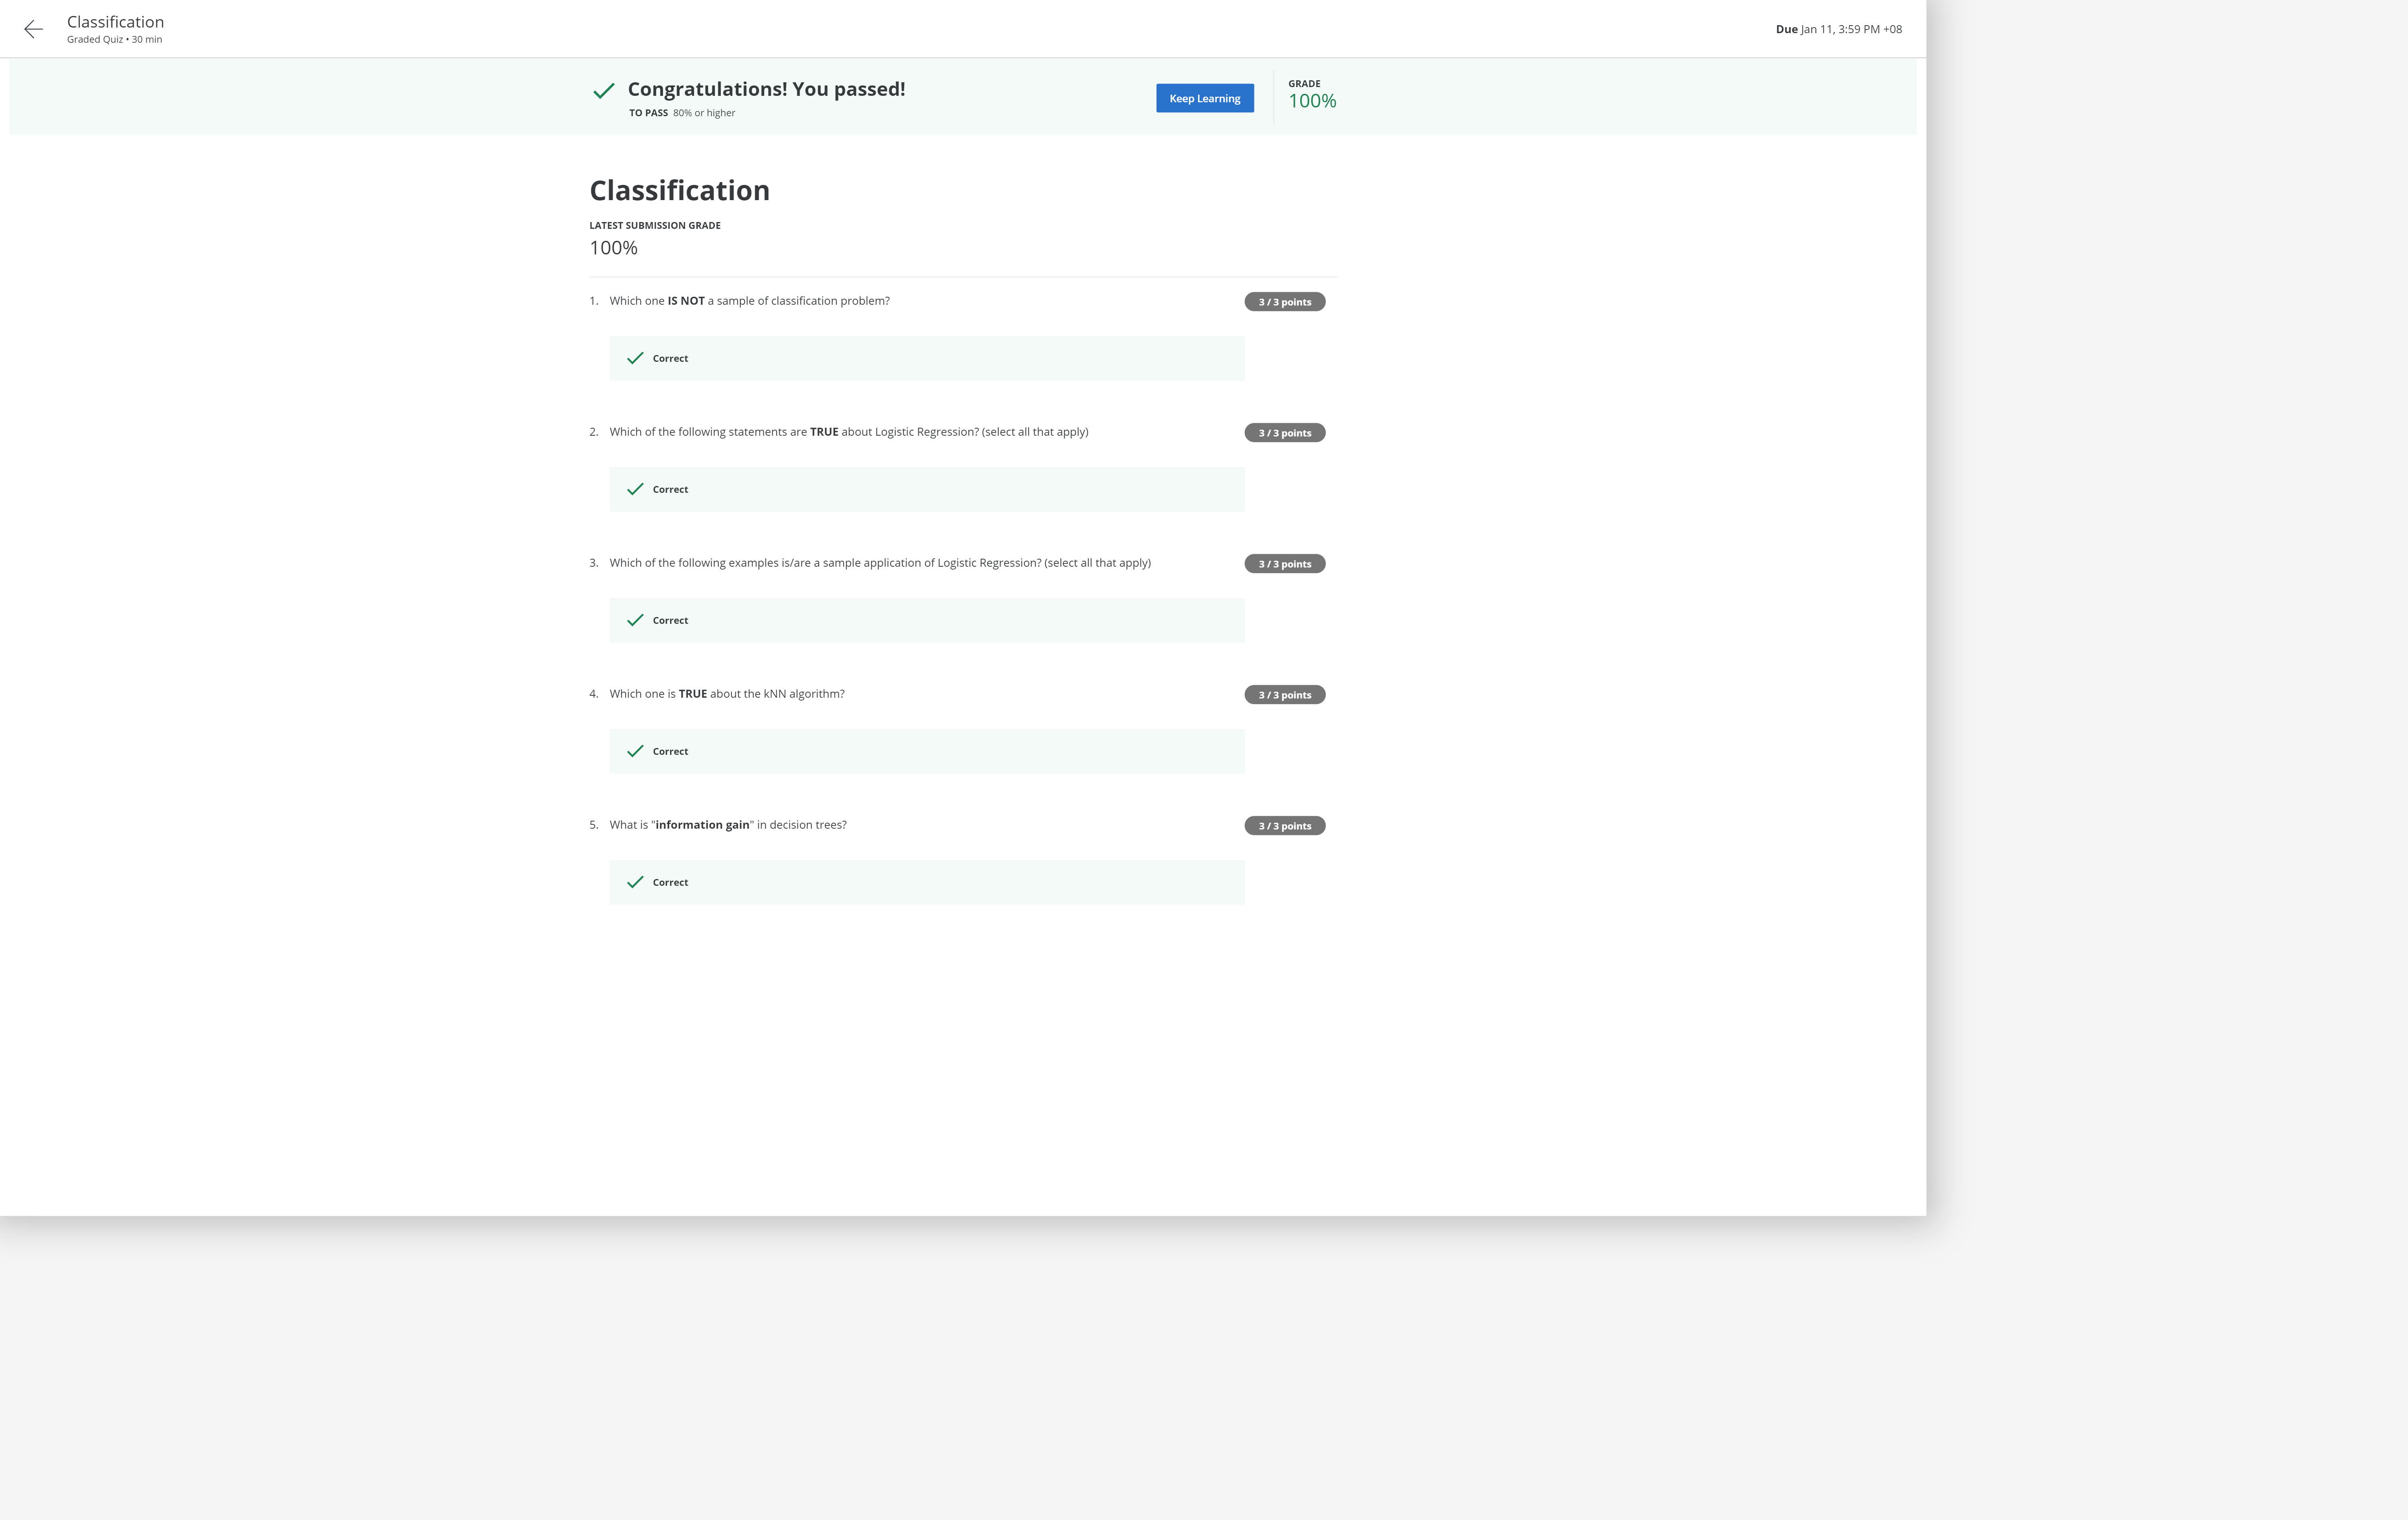 Classification
Graded Quiz • 30 min
Due Jan 11, 3:59 PM +08
Congratulations! You passed!
TO PASS 80% or higher
Keep Learning
GRADE
100%
Classification
LATEST SUBMISSION GRADE
100%
1. Which one IS NOT a sample of classification problem?
3 / 3 points
Correct
2. Which of the following statements are TRUE about Logistic Regression? (select all that apply)
3 / 3 points
Correct
3. Which of the following examples is/are a sample application of Logistic Regression? (select all that apply)
3 / 3 points
Correct
4. Which one is TRUE about the kNN algorithm?
3 / 3 points
Correct
5. What is "information gain" in decision trees?
3 / 3 points
Correct